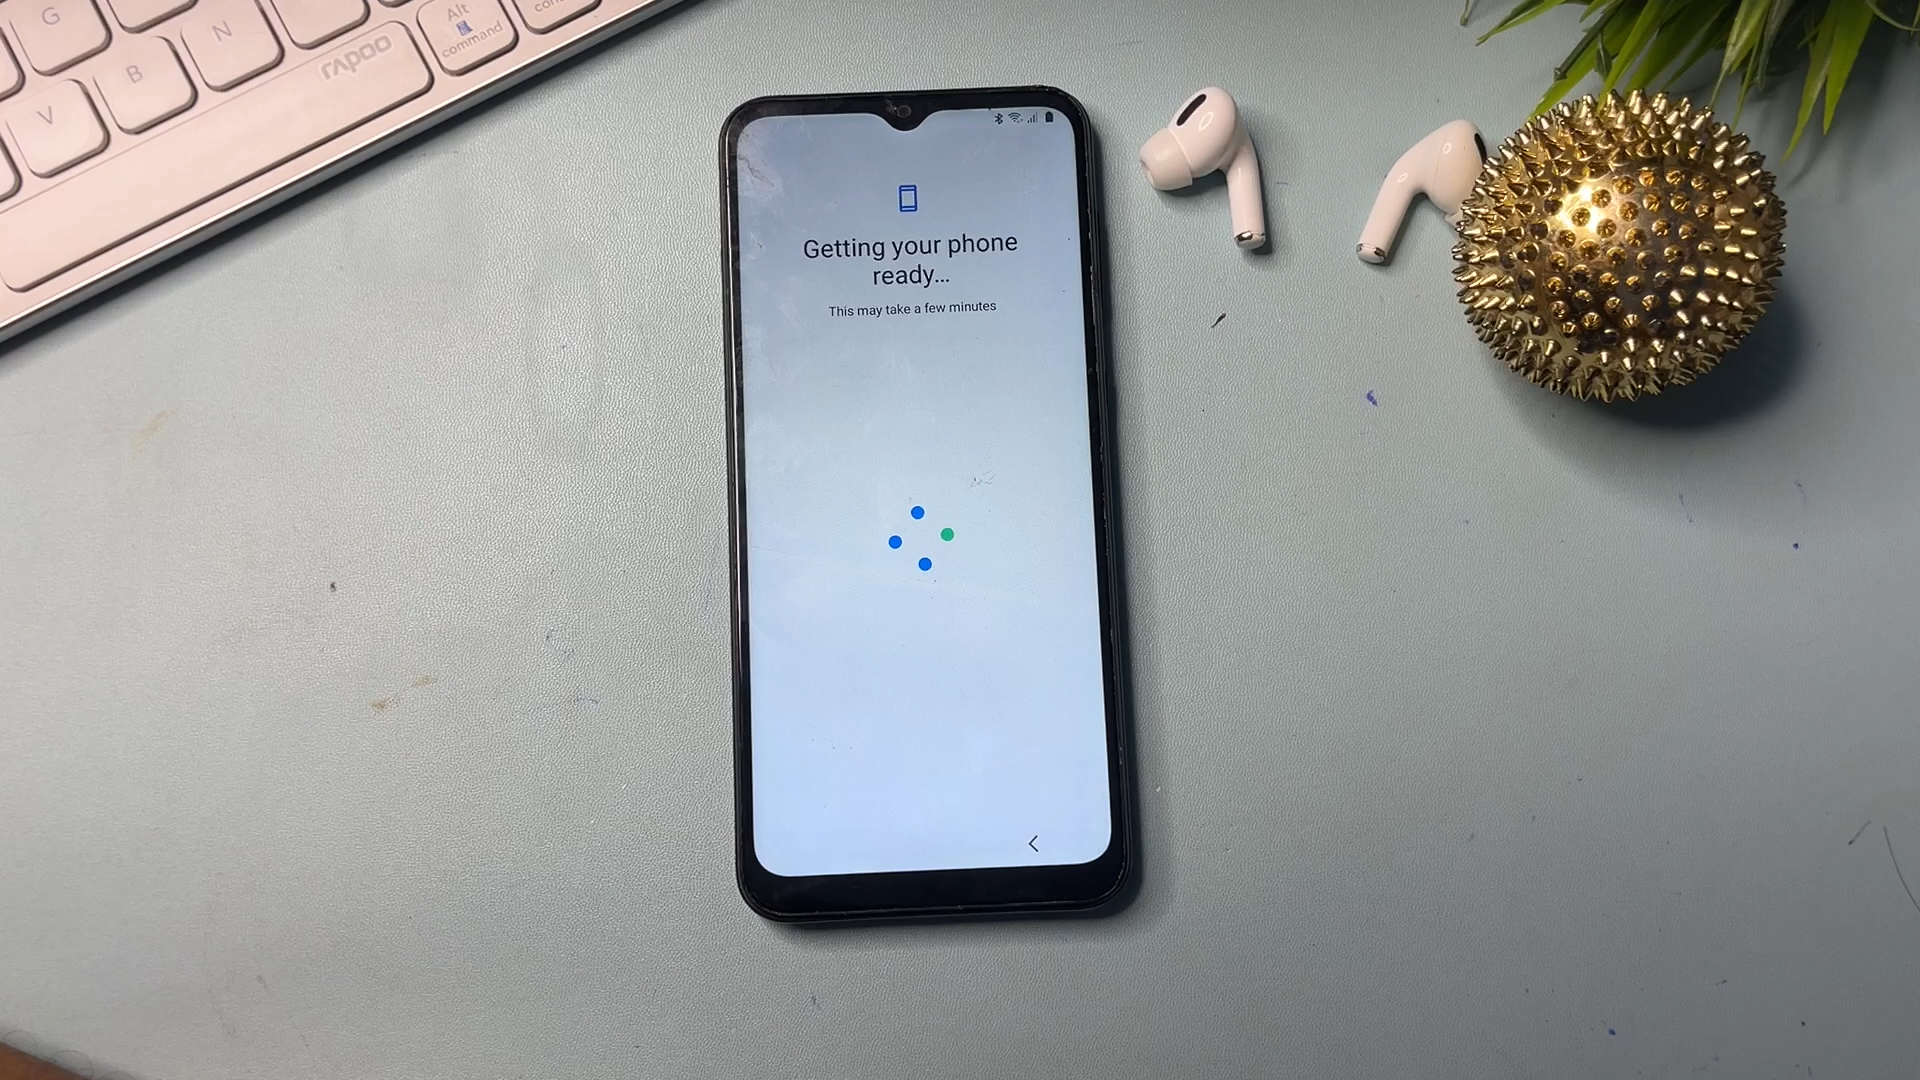 G
N
B
V
Alt
command
rapoo
Getting your phone
ready...
This may take a few minutes